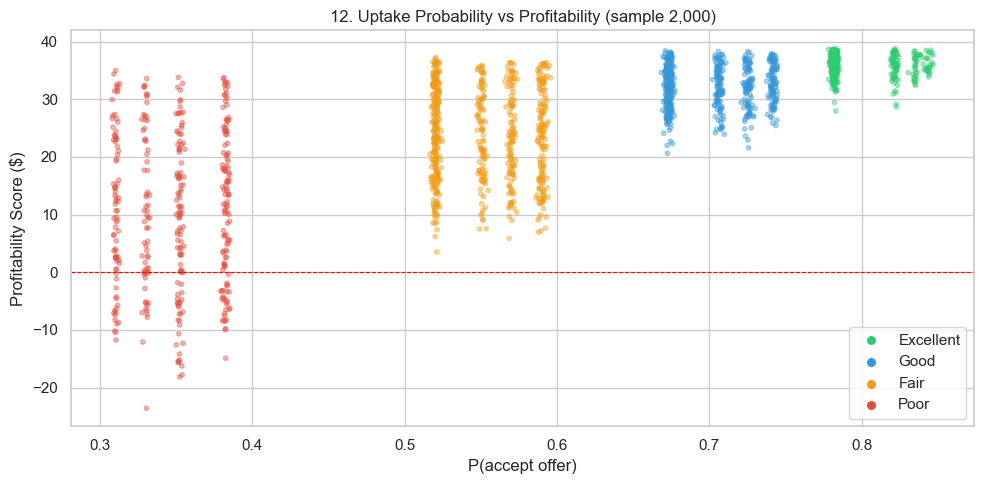 12. Uptake Probability vs Profitability (sample 2,000)
Profitability Score ($)
40
30
20
10
0
−10
−20
0.3
0.4
0.5
0.6
0.7
0.8
P(accept offer)
Excellent
Good
Fair
Poor